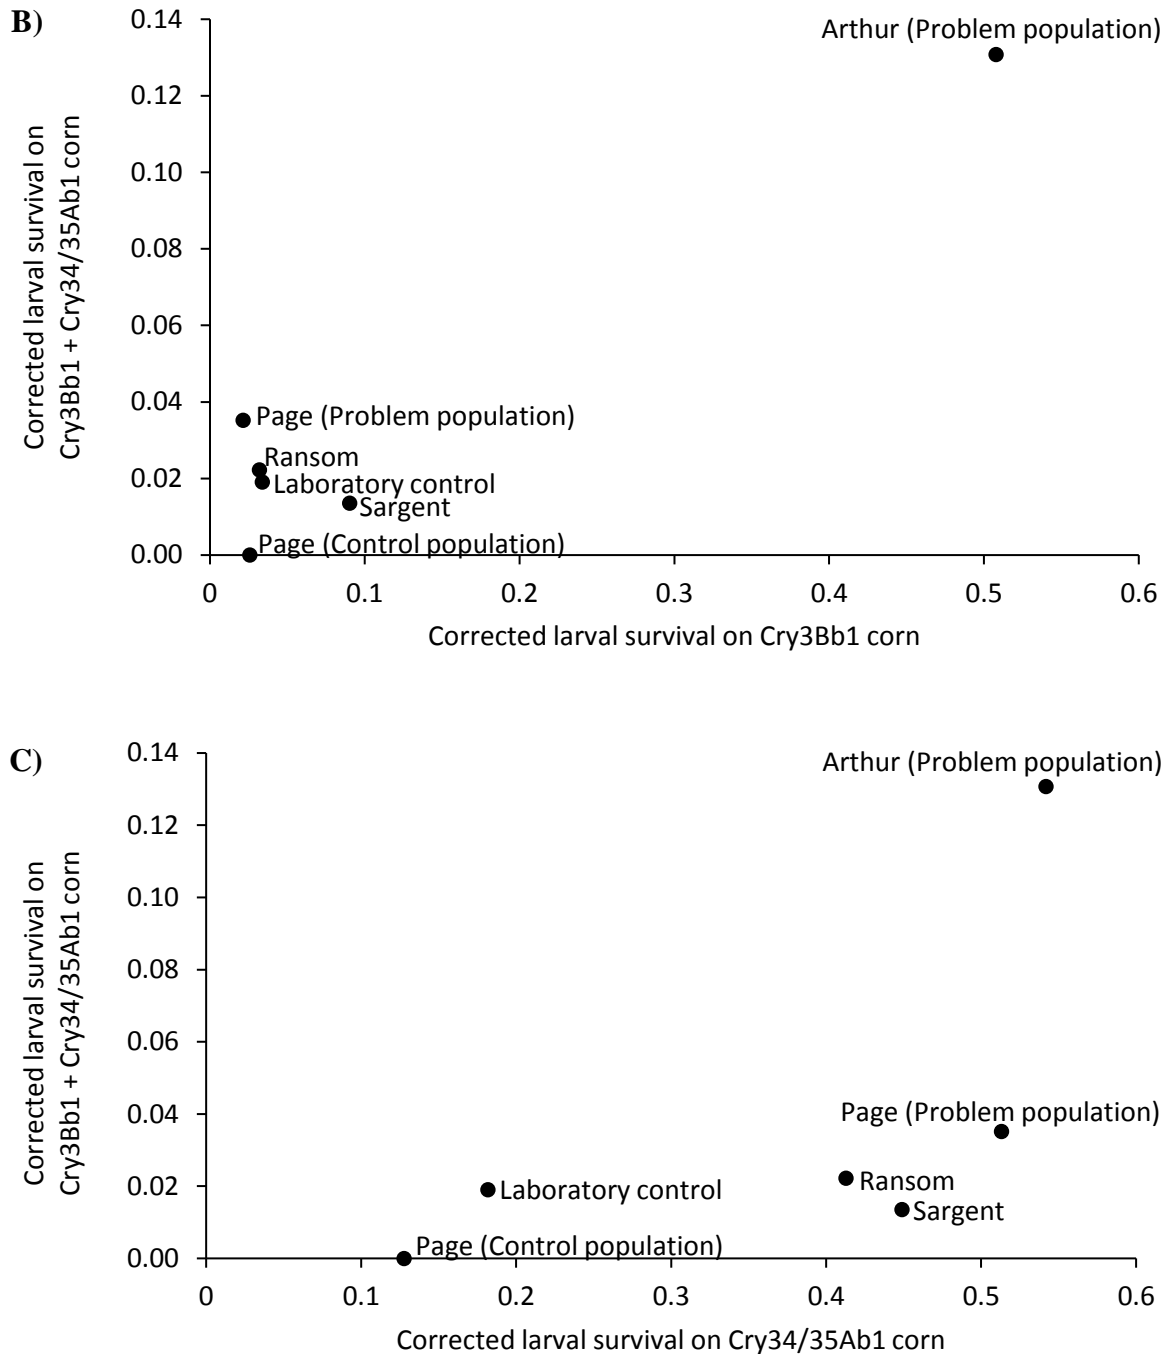 B)
0.14
0.12
0.10
0.08
0.06
0.04
0.02
0.00
Corrected larval survival on
Cry3Bb1 + Cry34/35Ab1 corn
Arthur (Problem population)
Page (Problem population)
Ransom
Laboratory control
Sargent
Page (Control population)
0 0.1 0.2 0.3 0.4 0.5 0.6
Corrected larval survival on Cry3Bb1 corn
C)
0.14
0.12
0.10
0.08
0.06
0.04
0.02
0.00
Corrected larval survival on
Cry3Bb1 + Cry34/35Ab1 corn
Arthur (Problem population)
Page (Problem population)
Ransom
Laboratory control
Sargent
Page (Control population)
0 0.1 0.2 0.3 0.4 0.5 0.6
Corrected larval survival on Cry34/35Ab1 corn